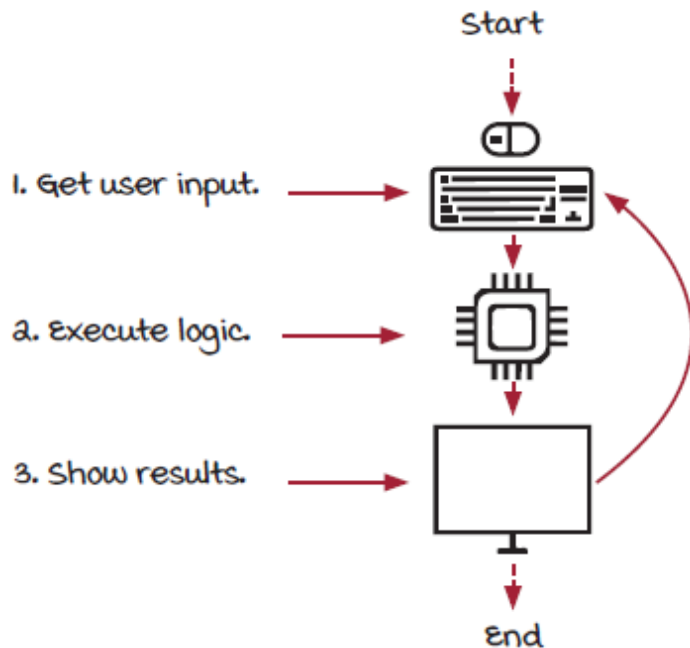 Start
1. Get user input.
2. Execute logic.
3. Show results.
End